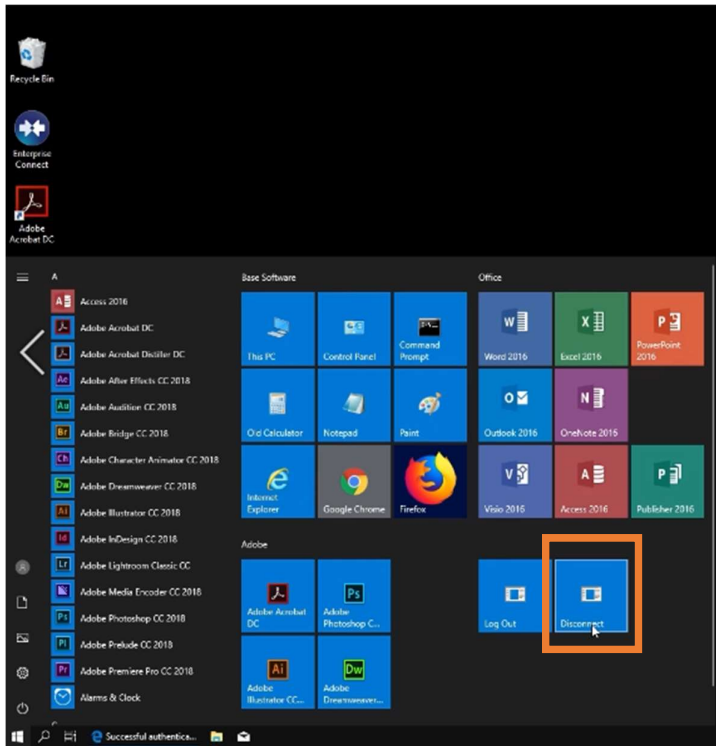 Recycle Bin
Enterprise
Connect
Adobe
Acrobat DC
A
Access 2016
Adobe Acrobat DC
Adobe Acrobat Distiller DC
Adobe After Effects CC 2018
Adobe Audition CC 2018
Adobe Bridge CC 2018
Adobe Character Animator CC 2018
Adobe Dreamweaver CC 2018
Adobe Illustrator CC 2018
Adobe InDesign CC 2018
Adobe Lightroom Classic CC
Adobe Media Encoder CC 2018
Adobe Photoshop CC 2018
Adobe Prelude CC 2018
Adobe Premiere Pro CC 2018
Alarms & Clock
Base Software
This PC
Control Panel
Command
Prompt
Old Calculator
Notepad
Paint
Internet
Explorer
Google Chrome
Firefox
Office
Word 2016
Excel 2016
PowerPoint
2016
Outlook 2016
OneNote 2016
Visio 2016
Access 2016
Publisher 2016
Adobe
Adobe Acrobat
DC
Adobe
Photoshop C...
Adobe
Illustrator CC...
Adobe
Dreamweaver...
Log Out
Disconnect
Successful authentica...